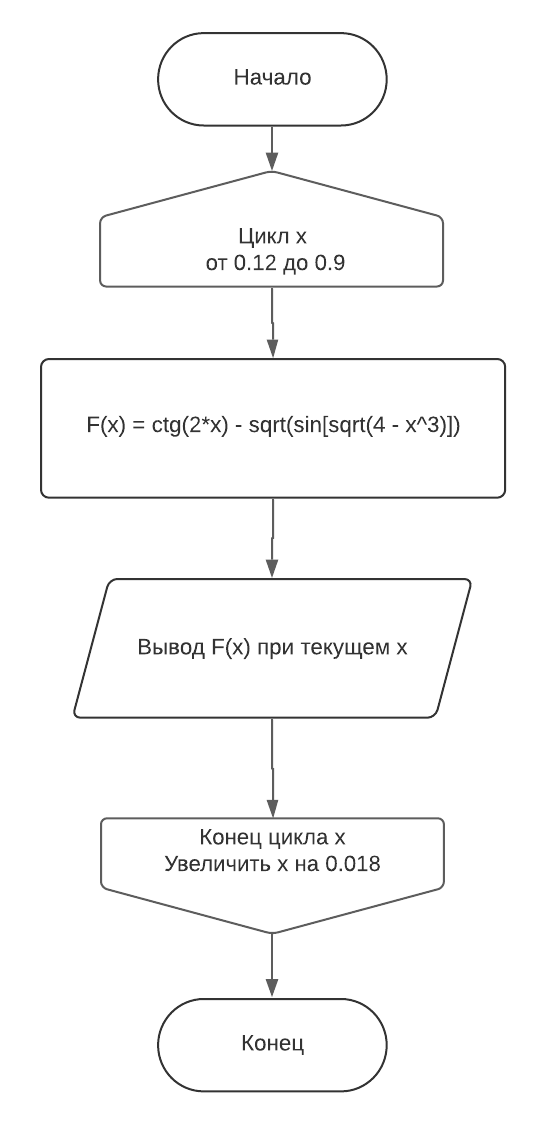 Начало
Цикл x
от 0.12 до 0.9
F(x) = ctg(2*x) - sqrt(sin[sqrt(4 - x^3)])
Вывод F(x) при текущем x
Конец цикла x
Увеличить x на 0.018
Конец